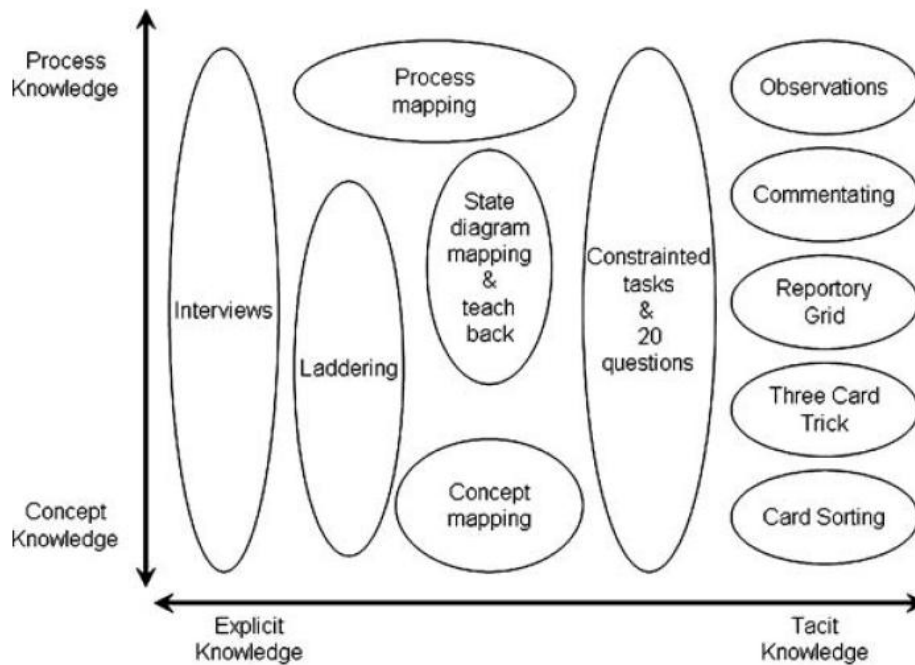 Process
Knowledge
Process
mapping
Observations
Commentating
State
diagram
mapping
&
teach
back
Constrainted
tasks
&
20
questions
Interviews
Reportory
Grid
Laddering
Three Card
Trick
Concept
mapping
Concept
Knowledge
Card Sorting
Explicit
Knowledge
Tacit
Knowledge